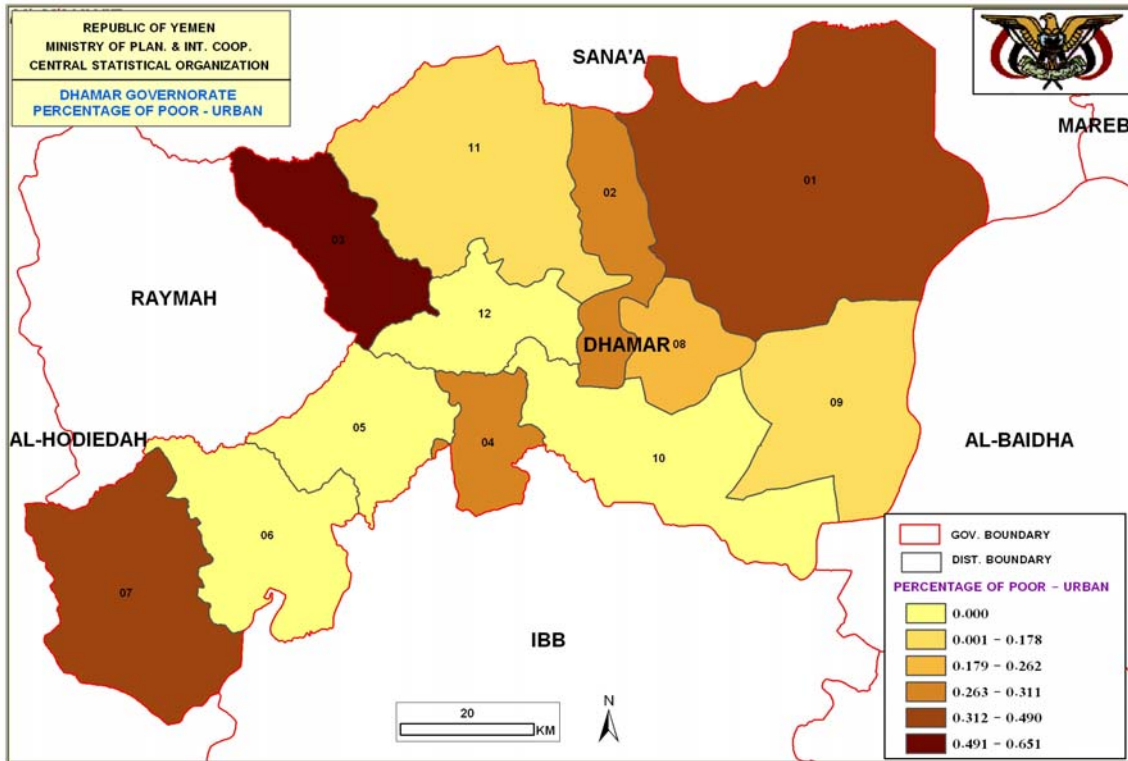 REPUBLIC OF YEMEN
MINISTRY OF PLAN. & INT. COOP.
CENTRAL STATISTICAL ORGANIZATION
DHAMAR GOVERNORATE
PERCENTAGE OF POOR - URBAN
SANA'A
MAREB
11
02
01
03
RAYMAH
12
DHAMAR
08
09
05
04
10
AL-HODIEDAH
AL-BAIDHA
06
07
IBB
GOV. BOUNDARY
DIST. BOUNDARY
PERCENTAGE OF POOR - URBAN
0.000
0.001 - 0.178
0.179 - 0.262
0.263 - 0.311
0.312 - 0.490
0.491 - 0.651
20
KM
N